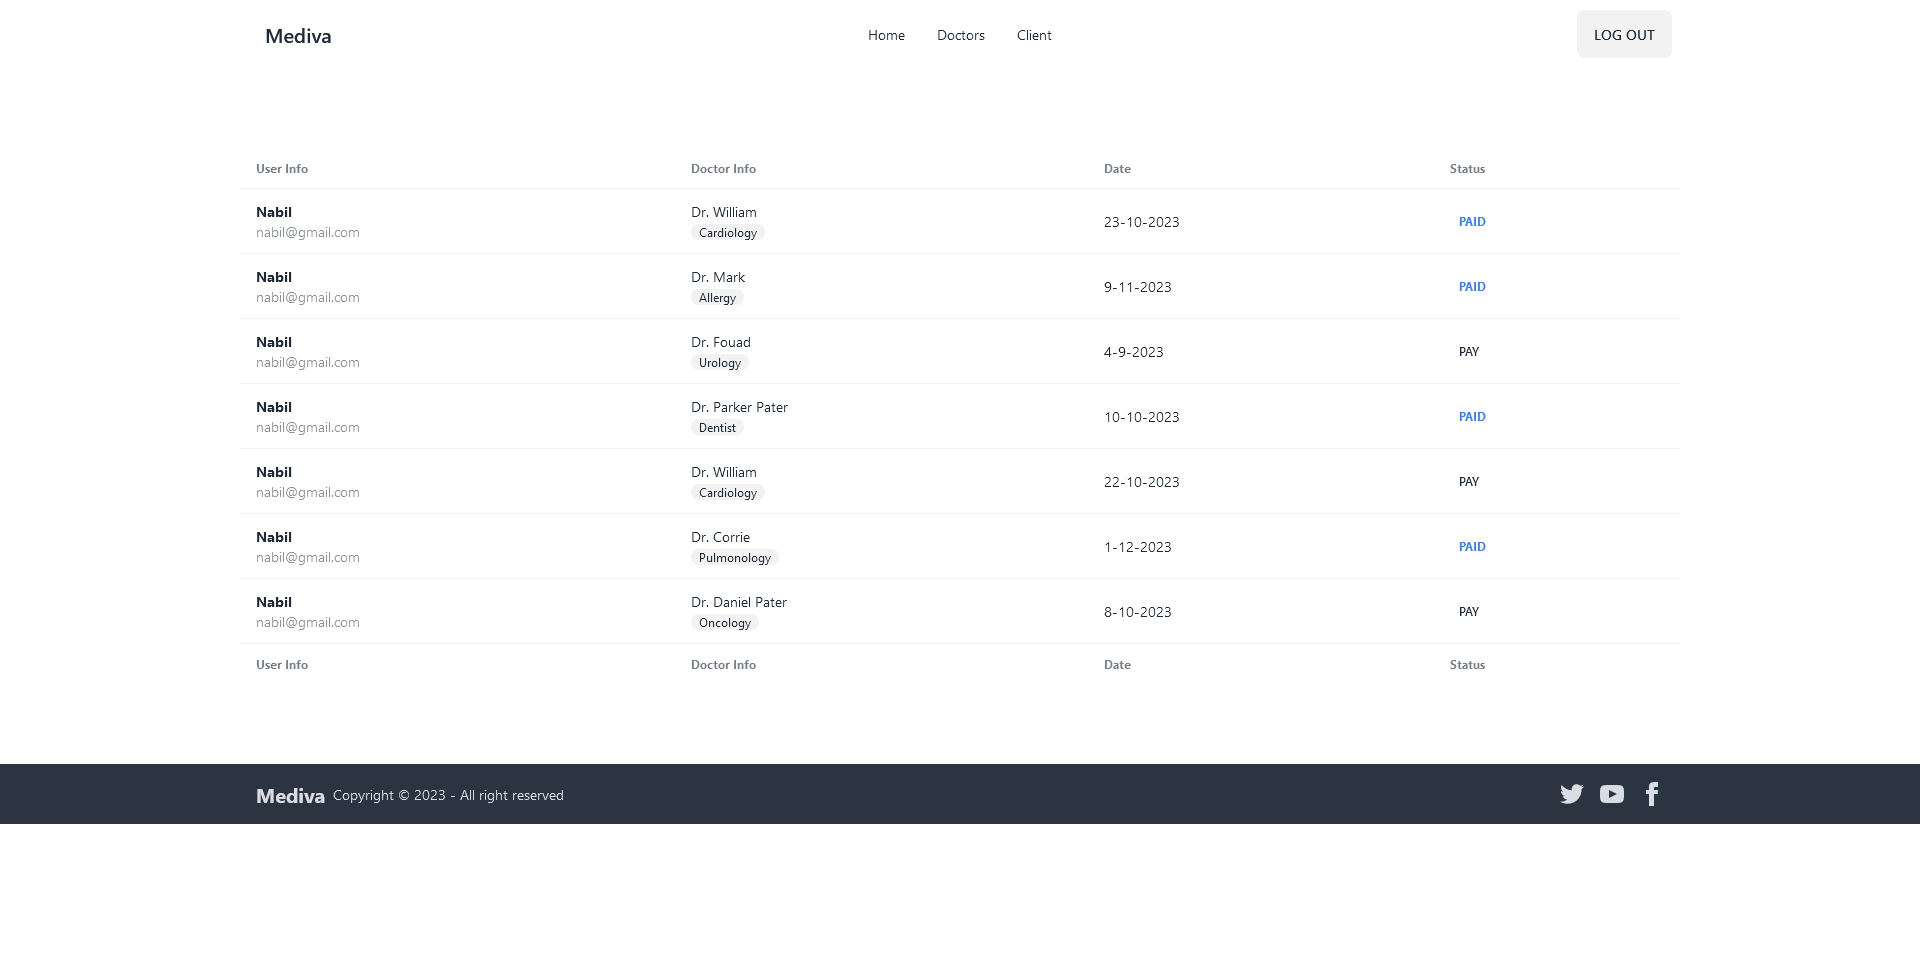 Mediva
Home Doctors Client
LOG OUT
User Info Doctor Info Date Status
Nabil
nabil@gmail.com
Dr. William
Cardiology
23-10-2023
PAID
Nabil
nabil@gmail.com
Dr. Mark
Allergy
9-11-2023
PAID
Nabil
nabil@gmail.com
Dr. Fouad
Urology
4-9-2023
PAY
Nabil
nabil@gmail.com
Dr. Parker Pater
Dentist
10-10-2023
PAID
Nabil
nabil@gmail.com
Dr. William
Cardiology
22-10-2023
PAY
Nabil
nabil@gmail.com
Dr. Corrie
Pulmonology
1-12-2023
PAID
Nabil
nabil@gmail.com
Dr. Daniel Pater
Oncology
8-10-2023
PAY
User Info Doctor Info Date Status
Mediva Copyright © 2023 - All right reserved